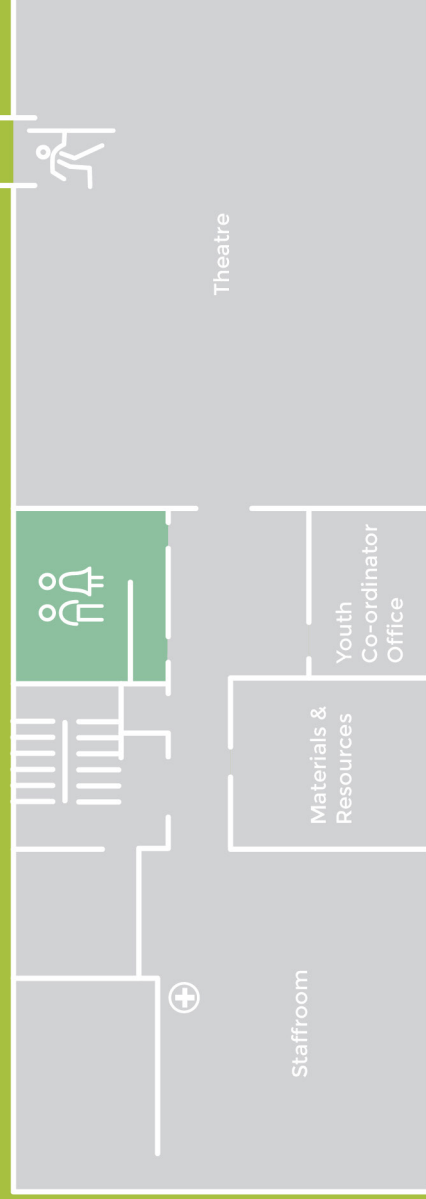 Theatre
Youth
Co-ordinator
Office
Materials &
Resources
Staffroom